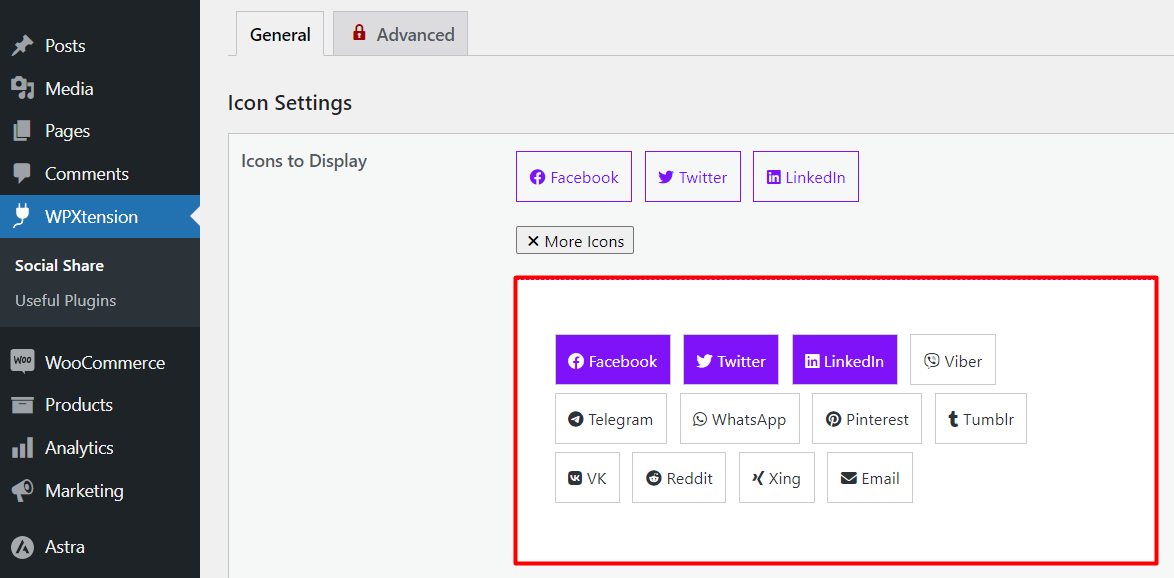 Posts
Media
Pages
Comments
WPXtension
Social Share
Useful Plugins
WOO WooCommerce
Products
Analytics
Marketing
Astra
General Advanced
Icon Settings
Icons to Display
Facebook Twitter LinkedIn
✕ More Icons
Facebook Twitter LinkedIn Viber
Telegram WhatsApp Pinterest Tumblr
VK Reddit Xing Email